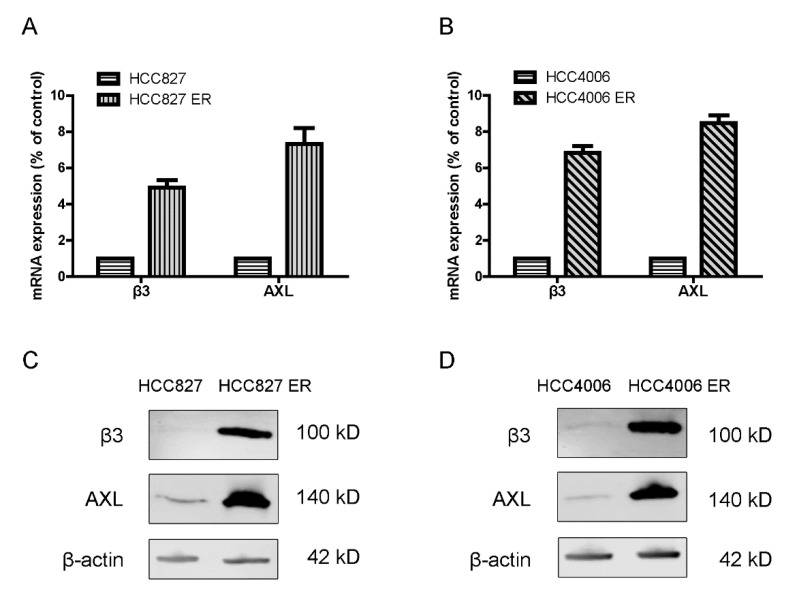 A
HCC827
HCC827 ER
mRNA expression (% of control)
10
8
6
4
2
0
β3 AXL
B
HCC4006
HCC4006 ER
mRNA expression (% of control)
10
8
6
4
2
0
β3 AXL
C
HCC827 HCC827 ER
β3 100 kD
AXL 140 kD
β-actin 42 kD
D
HCC4006 HCC4006 ER
β3 100 kD
AXL 140 kD
β-actin 42 kD